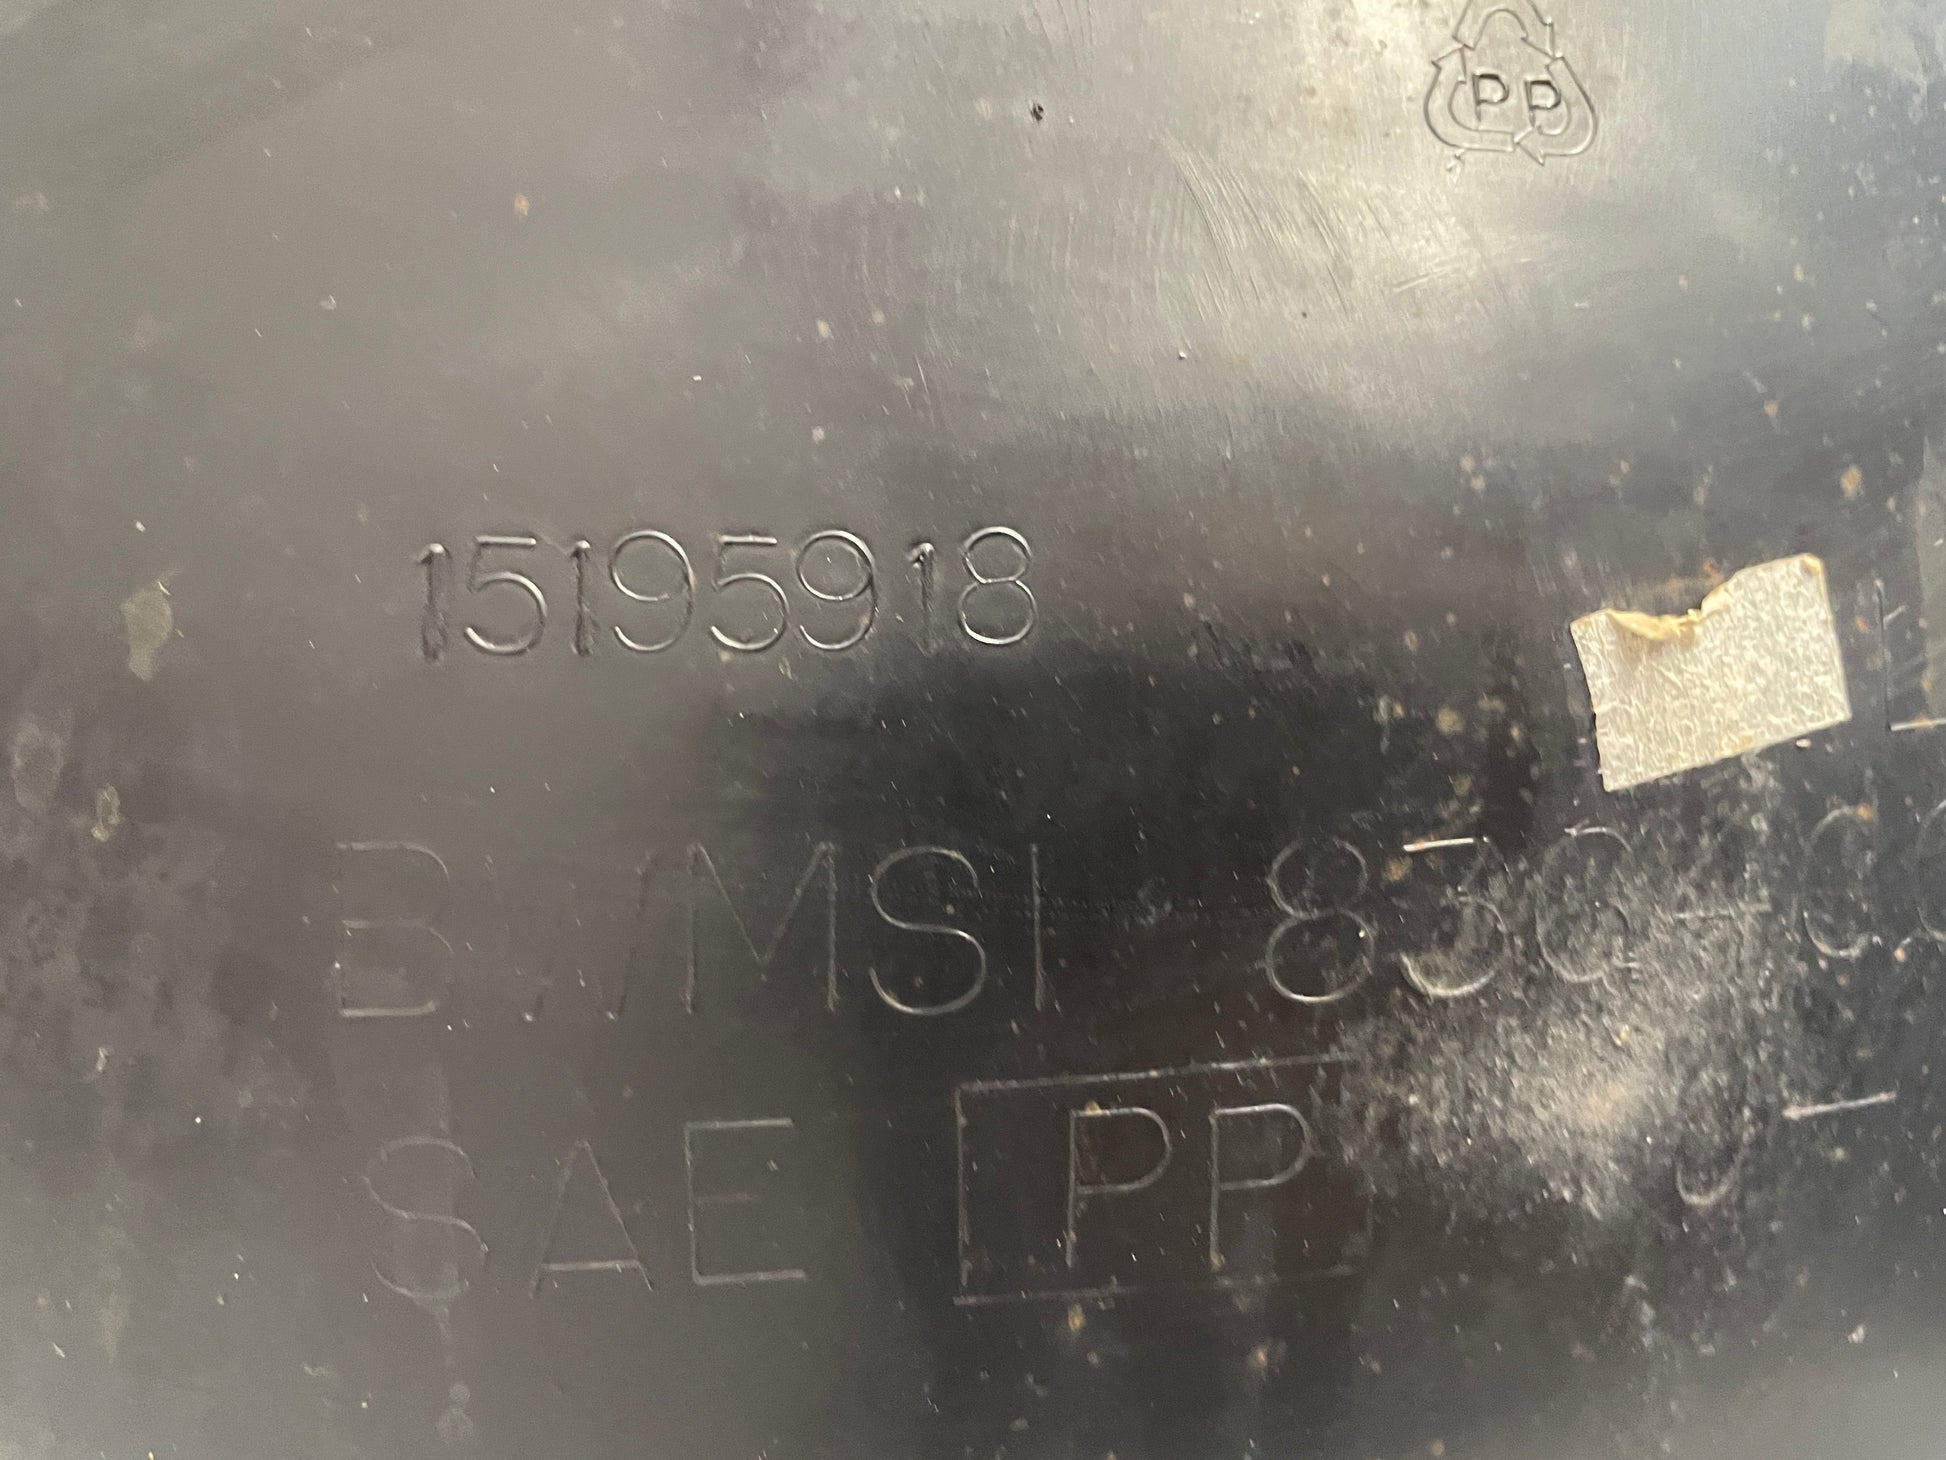 PP
15195918
BWMSI
SAE PP J-